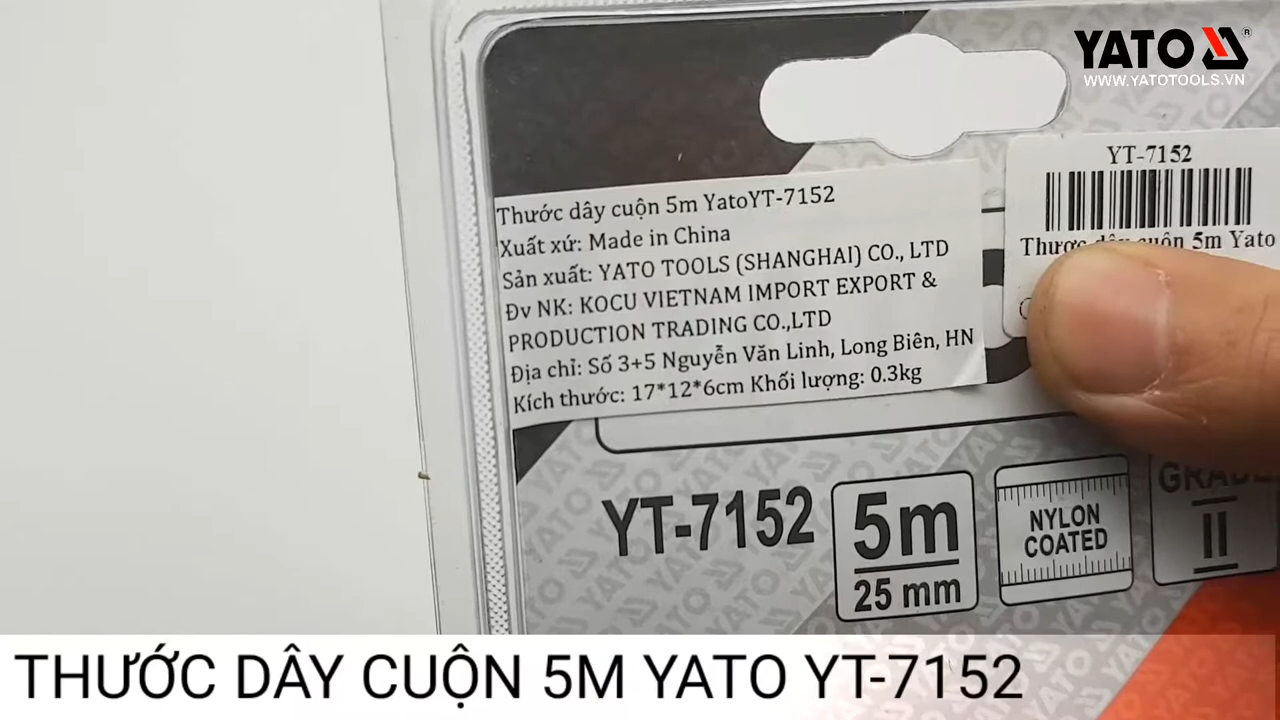 YATO
WWW.YATOTOOLS.VN
YT-7152
Thước dây cuộn 5m Yato
Thước dây cuộn 5m YatoYT-7152
Xuất xứ: Made in China
Sản xuất: YATO TOOLS (SHANGHAI) CO., LTD
Đv NK: KOCU VIETNAM IMPORT EXPORT &
PRODUCTION TRADING CO.,LTD
Địa chỉ: Số 3+5 Nguyễn Văn Linh, Long Biên, HN
Kích thước: 17*12*6cm Khối lượng: 0.3kg
YT-7152
5m
25 mm
NYLON
COATED
GRADE
II
THƯỚC DÂY CUỘN 5M YATO YT-7152